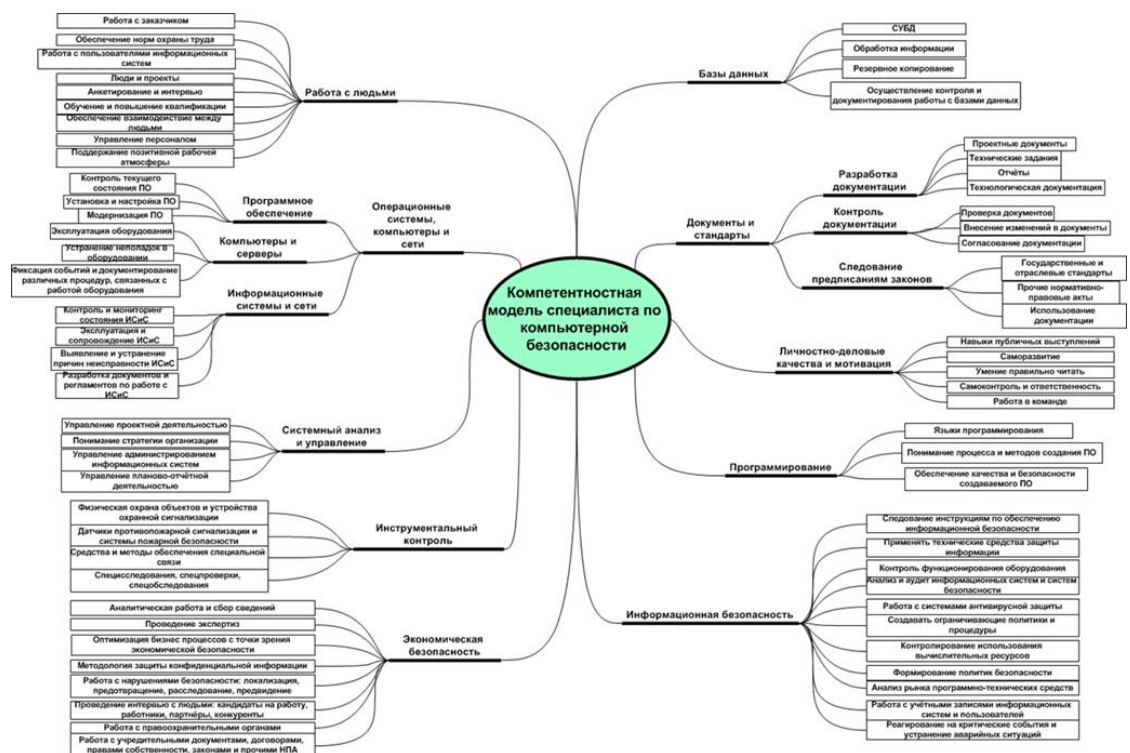 Компетентностная
модель специалиста по
компьютерной
безопасности
Работа с людьми
Работа с заказчиком
Обеспечение норм охраны труда
Работа с пользователями информационных
систем
Люди и проекты
Анкетирование и интервью
Обучение и повышение квалификации
Обеспечение взаимодействие между
людьми
Управление персоналом
Поддержание позитивной рабочей
атмосферы
Операционные
системы,
компьютеры и
сети
Программное
обеспечение
Контроль текущего
состояния ПО
Установка и настройка ПО
Модернизация ПО
Компьютеры и
серверы
Эксплуатация оборудования
Устранение неполадок в
оборудовании
Фиксация событий и документирование
различных процедур, связанных с
работой оборудования
Информационные
системы и сети
Контроль и мониторинг
состояния ИСиС
Эксплуатация и
сопровождение ИСиС
Выявление и устранение
причин неисправности ИСиС
Разработка документов и
регламентов по работе с
ИСиС
Системный анализ
и управление
Управление проектной деятельностью
Понимание стратегии организации
Управление администрированием
информационных систем
Управление планово-отчётной
деятельностью
Инструментальный
контроль
Физическая охрана объектов и устройства
охранной сигнализации
Датчики противопожарной сигнализации и
системы пожарной безопасности
Средства и методы обеспечения специальной
связи
Специсследования, спецпроверки,
спецобследования
Экономическая
безопасность
Аналитическая работа и сбор сведений
Проведение экспертиз
Оптимизация бизнес процессов с точки зрения
экономической безопасности
Методология защиты конфиденциальной информации
Работа с нарушениями безопасности: локализация,
предотвращение, расследование, предвидение
Проведение интервью с людьми: кандидаты на работу,
работники, партнёры, конкуренты
Работа с правоохранительными органами
Работа с учредительными документами, договорами,
правами собственности, законами и прочими НПА
Базы данных
СУБД
Обработка информации
Резервное копирование
Осуществление контроля и
документирования работы с базами данных
Документы и
стандарты
Разработка
документации
Проектные документы
Технические задания
Отчёты
Технологическая документация
Контроль
документации
Проверка документов
Внесение изменений в документы
Согласование документации
Следование
предписаниям законов
Государственные и
отраслевые стандарты
Прочие нормативно-
правовые акты
Использование
документации
Личностно-деловые
качества и мотивация
Навыки публичных выступлений
Саморазвитие
Умение правильно читать
Самоконтроль и ответственность
Работа в команде
Программирование
Языки программирования
Понимание процесса и методов создания ПО
Обеспечение качества и безопасности
создаваемого ПО
Информационная безопасность
Следование инструкциям по обеспечению
информационной безопасности
Применять технические средства защиты
информации
Контроль функционирования оборудования
Анализ и аудит информационных систем и систем
безопасности
Работа с системами антивирусной защиты
Создавать ограничивающие политики и
процедуры
Контролирование использования
вычислительных ресурсов
Формирование политик безопасности
Анализ рынка программно-технических средств
Работа с учётными записями информационных
систем и пользователей
Реагирование на критические события и
устранение аварийных ситуаций